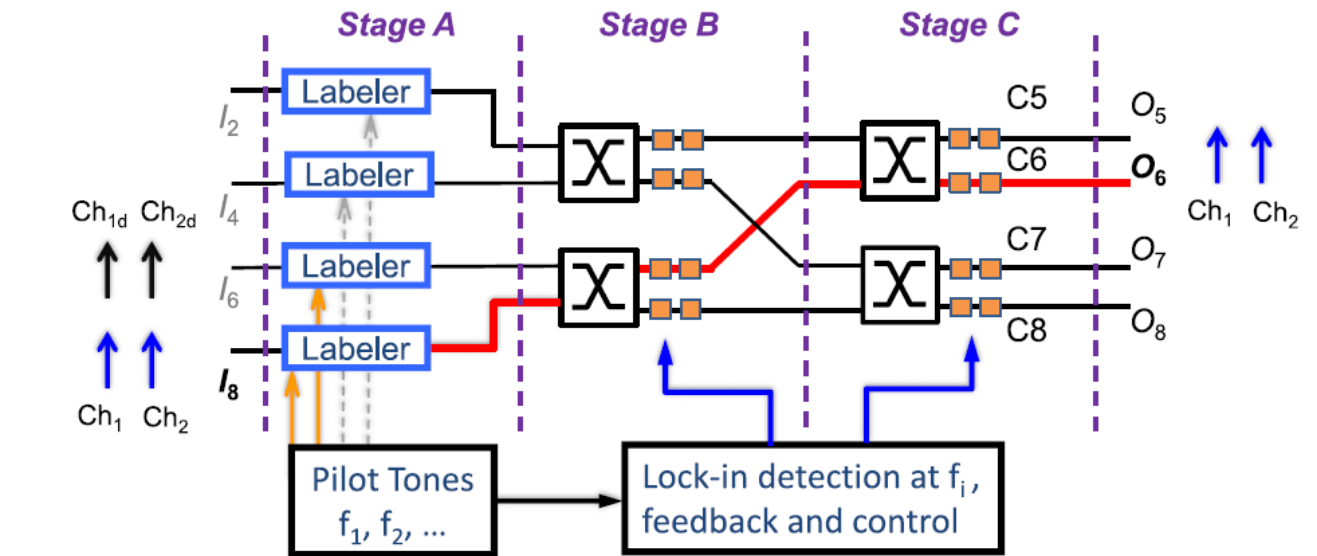 Stage A
Stage B
Stage C
Labeler
I2
C5
O5
Labeler
I4
C6
O6
Ch1d Ch2d
Ch1 Ch2
Labeler
I6
C7
O7
Labeler
I8
C8
O8
Ch1 Ch2
Pilot Tones
f1, f2, ...
Lock-in detection at fi,
feedback and control